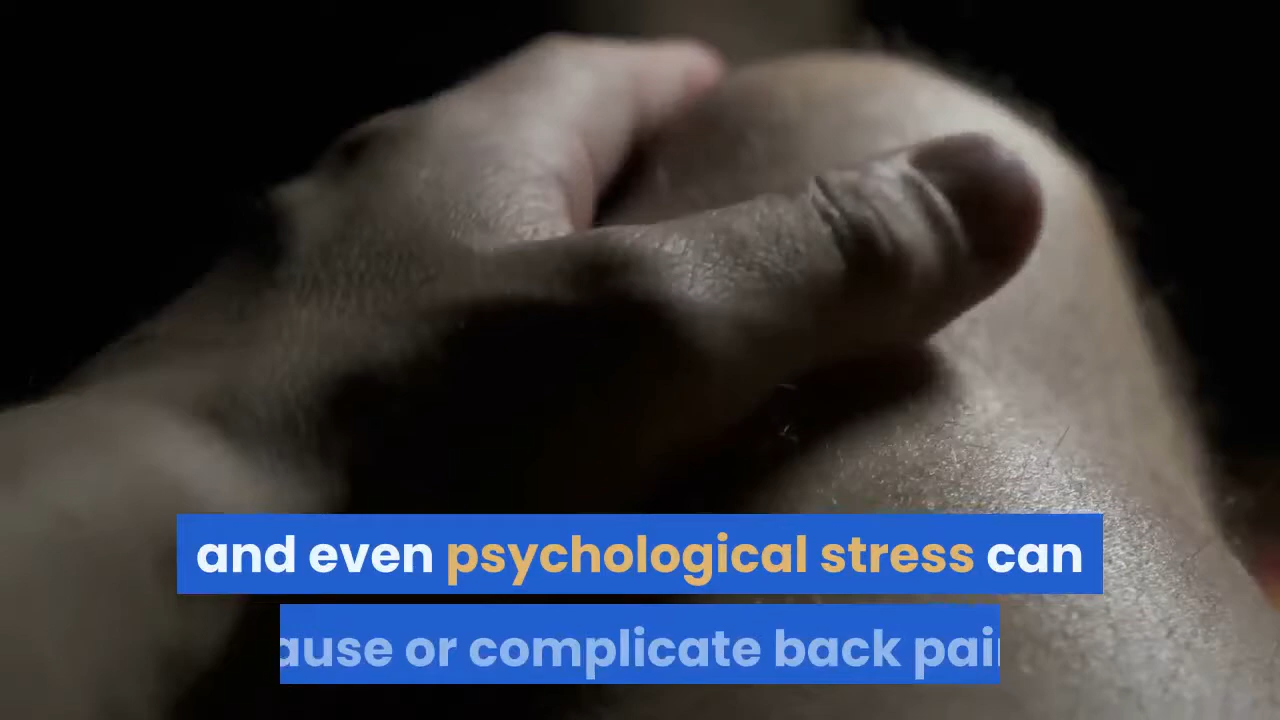 and even psychological stress can
ause or complicate back pai